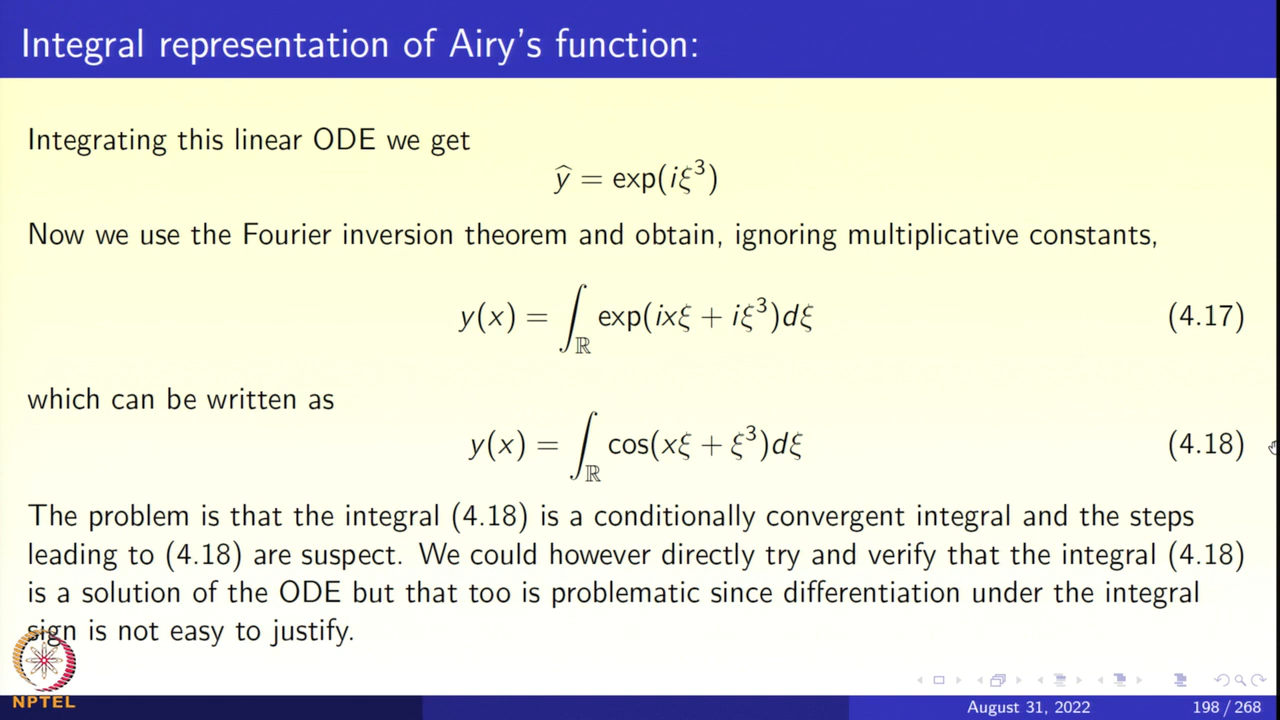 Integral representation of Airy's function:
Integrating this linear ODE we get
ŷ = exp(iξ³)
Now we use the Fourier inversion theorem and obtain, ignoring multiplicative constants,
y(x) = ∫_ℝ exp(ixξ + iξ³)dξ (4.17)
which can be written as
y(x) = ∫_ℝ cos(xξ + ξ³)dξ (4.18)
The problem is that the integral (4.18) is a conditionally convergent integral and the steps
leading to (4.18) are suspect. We could however directly try and verify that the integral (4.18)
is a solution of the ODE but that too is problematic since differentiation under the integral
sign is not easy to justify.
NPTEL
August 31, 2022 198 / 268